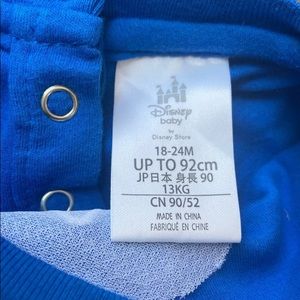 Disney
baby
by
Disney Store
18-24M
UP TO 92cm
JP日本 身長 90
13KG
CN 90/52
MADE IN CHINA
FABRIQUÉ EN CHINE